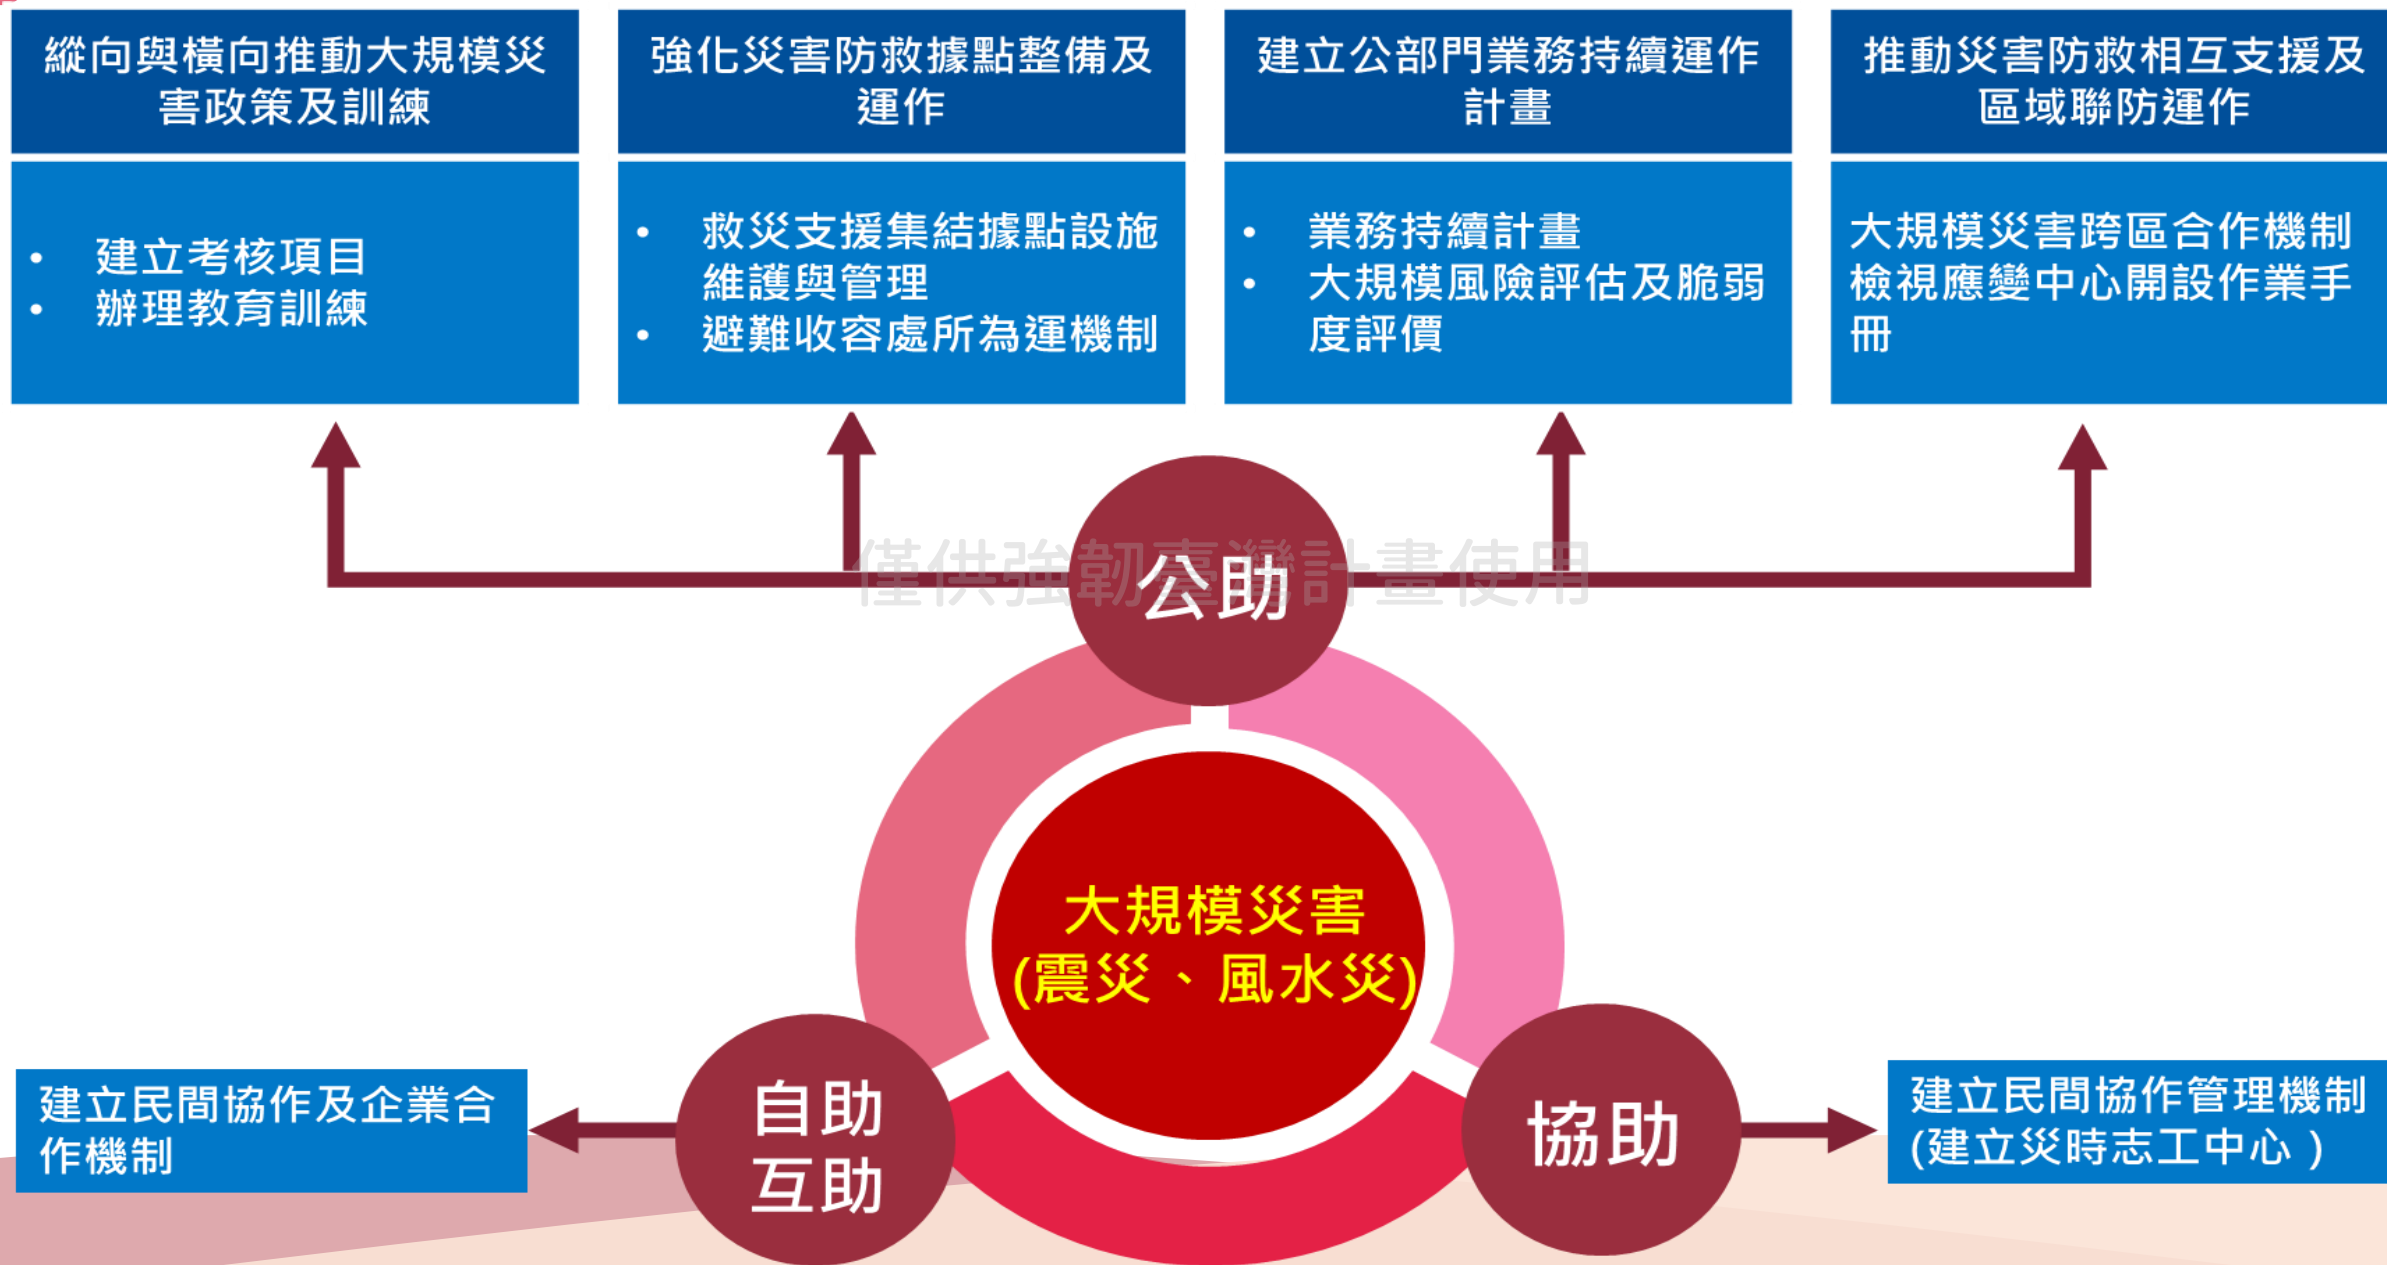 縱向與橫向推動大規模災
害政策及訓練
• 建立考核項目
• 辦理教育訓練
強化災害防救據點整備及
運作
• 救災支援集結據點設施
維護與管理
• 避難收容處所為運機制
建立公部門業務持續運作
計畫
• 業務持續計畫
• 大規模風險評估及脆弱
度評價
推動災害防救相互支援及
區域聯防運作
大規模災害跨區合作機制
檢視應變中心開設作業手
冊
僅供強韌臺灣計畫使用
公助
大規模災害
(震災、風水災)
自助
互助
建立民間協作及企業合
作機制
協助
建立民間協作管理機制
(建立災時志工中心 )